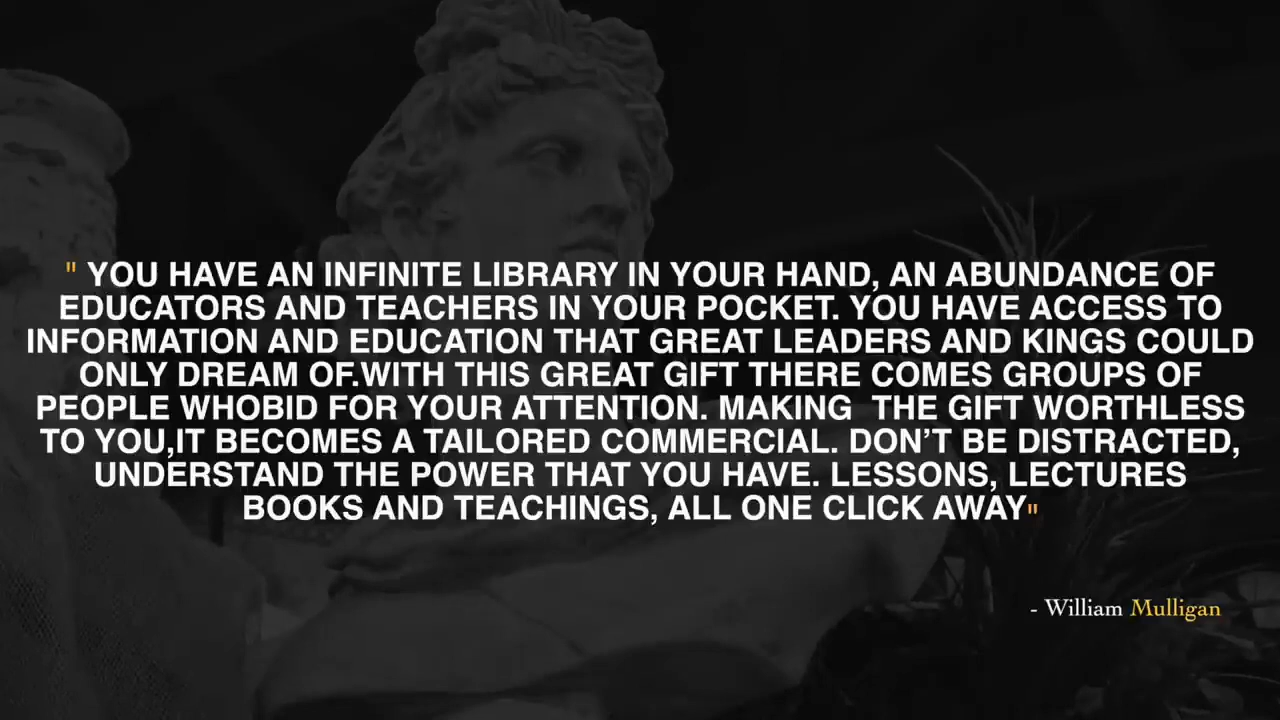 " YOU HAVE AN INFINITE LIBRARY IN YOUR HAND, AN ABUNDANCE OF
EDUCATORS AND TEACHERS IN YOUR POCKET. YOU HAVE ACCESS TO
INFORMATION AND EDUCATION THAT GREAT LEADERS AND KINGS COULD
ONLY DREAM OF.WITH THIS GREAT GIFT THERE COMES GROUPS OF
PEOPLE WHOBID FOR YOUR ATTENTION. MAKING  THE GIFT WORTHLESS
TO YOU,IT BECOMES A TAILORED COMMERCIAL. DON’T BE DISTRACTED,
UNDERSTAND THE POWER THAT YOU HAVE. LESSONS, LECTURES
BOOKS AND TEACHINGS, ALL ONE CLICK AWAY"
- William Mulligan